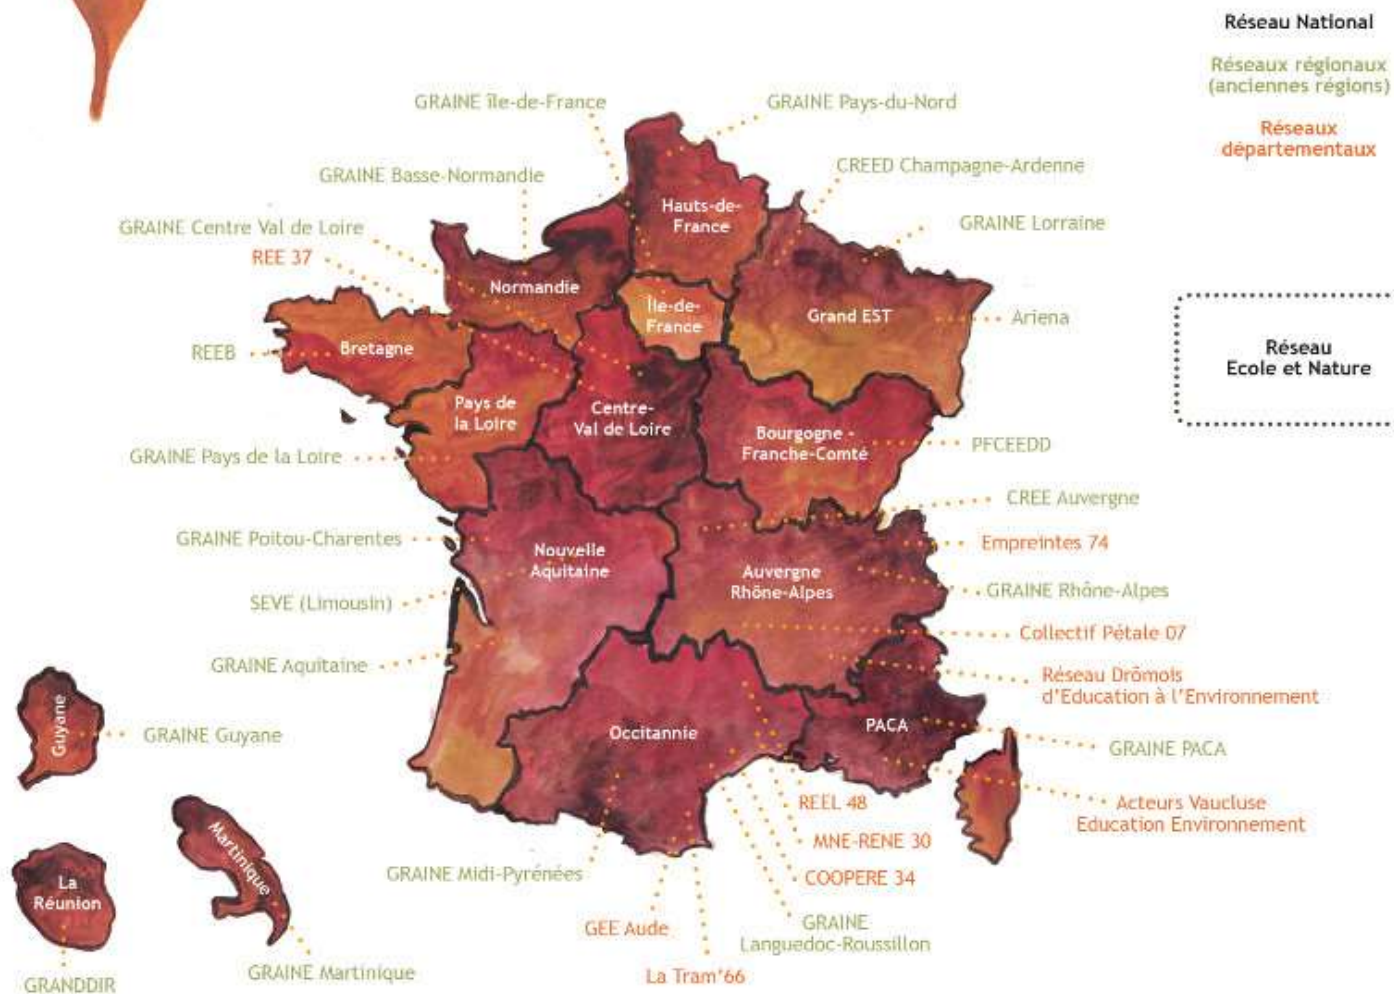 Réseau National
Réseaux régionaux
(anciennes régions)
Réseaux
départementaux
GRAINE île-de-France
GRAINE Pays-du-Nord
GRAINE Basse-Normandie
CREED Champagne-Ardenne
GRAINE Centre Val de Loire
GRAINE Lorraine
REE 37
Hauts-de-
France
Normandie
Île-de-
France
Grand EST
Ariena
REEB
Bretagne
Réseau
Ecole et Nature
Pays de
la Loire
Centre-
Val de Loire
Bourgogne -
Franche-Comté
PFCEEDD
GRAINE Pays de la Loire
CREE Auvergne
GRAINE Poitou-Charentes
Empreintes 74
Nouvelle
Aquitaine
Auvergne
Rhône-Alpes
GRAINE Rhône-Alpes
SEVE (Limousin)
Collectif Pétale 07
GRAINE Aquitaine
Réseau Drômois
d'Education à l'Environnement
Guyane
GRAINE Guyane
Occitannie
PACA
GRAINE PACA
REEL 48
Acteurs Vaucluse
Education Environnement
MNE-RENE 30
GRAINE Midi-Pyrénées
COOPERE 34
Martinique
La
Réunion
GEE Aude
GRAINE
Languedoc-Roussillon
GRANDDIR
GRAINE Martinique
La Tram'66